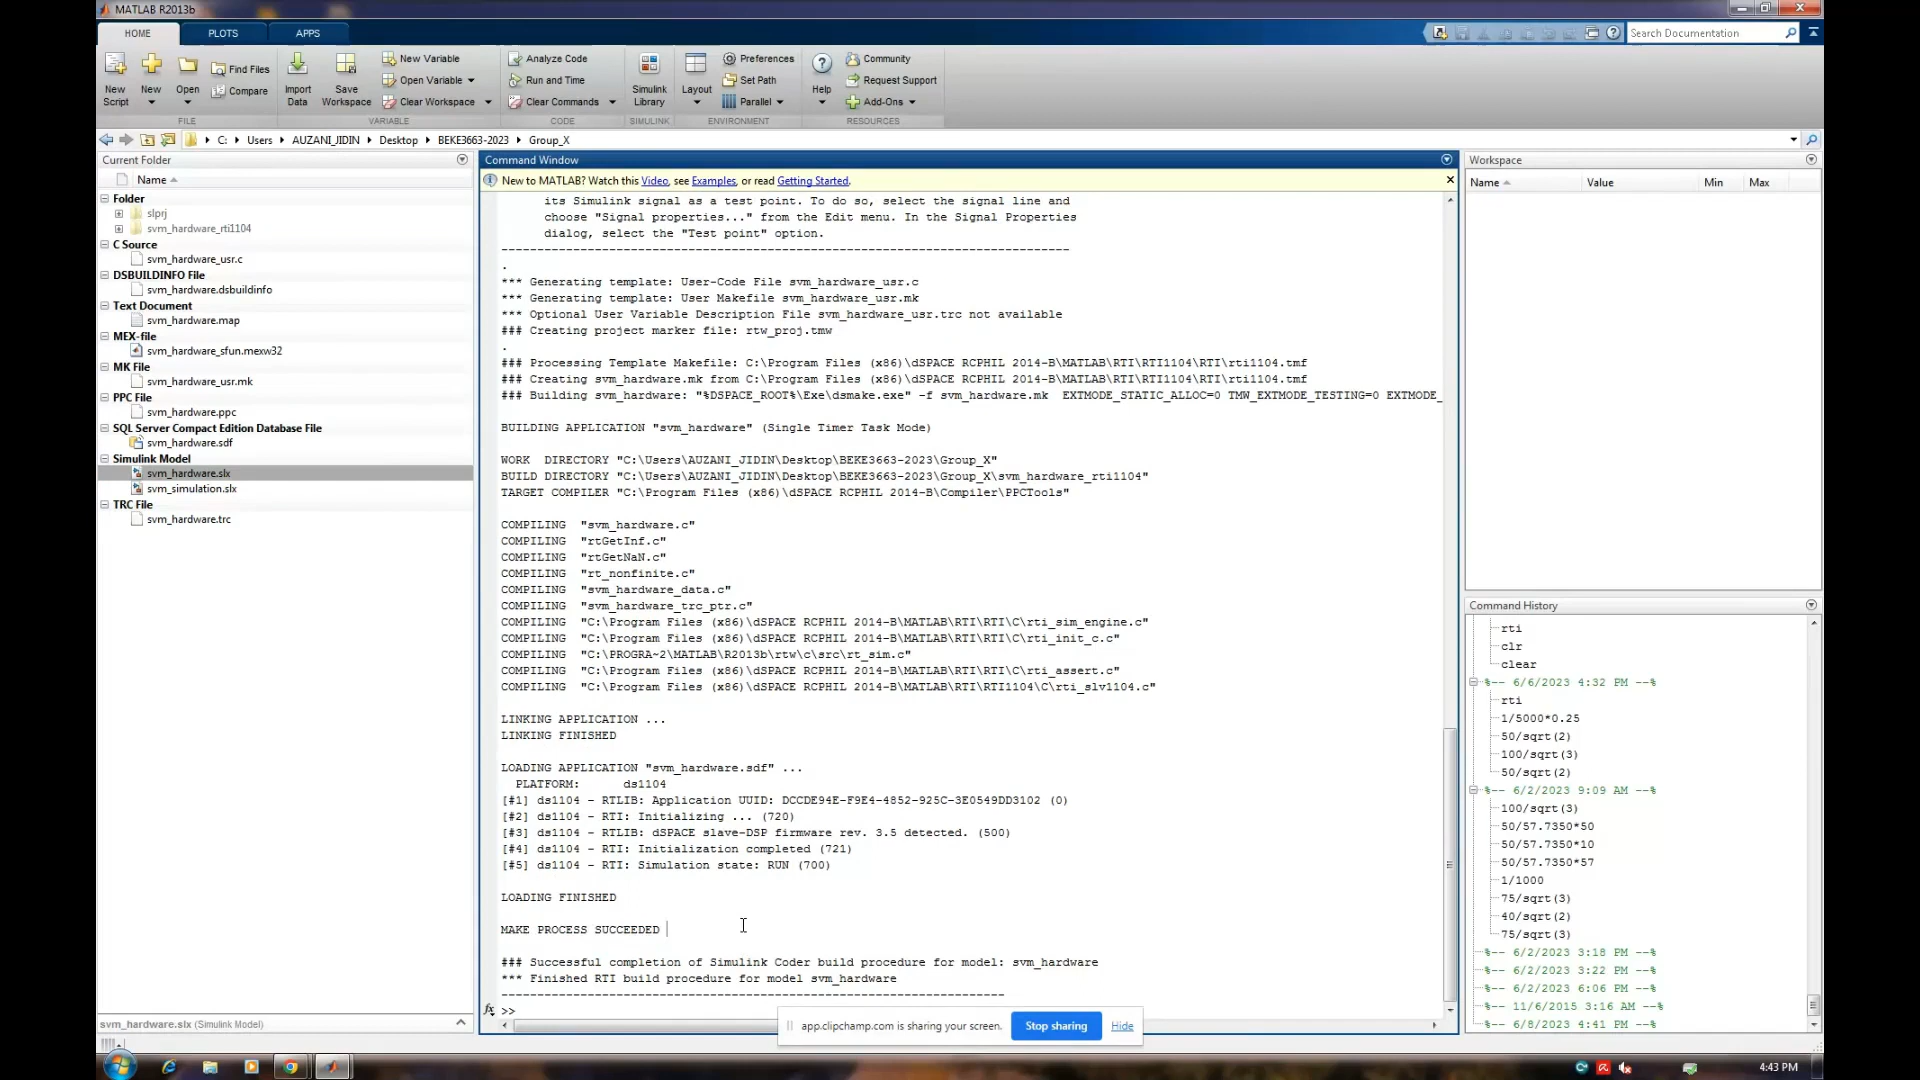 MATLAB R2013b
HOME
PLOTS
APPS
Search Documentation
New Script
New
Open
Find Files
Compare
Import Data
Save Workspace
New Variable
Open Variable
Clear Workspace
Analyze Code
Run and Time
Clear Commands
Simulink Library
Layout
Preferences
Set Path
Parallel
Help
Community
Request Support
Add-Ons
FILE
VARIABLE
CODE
SIMULINK
ENVIRONMENT
RESOURCES
C: Users AUZANI_JIDIN Desktop BEKE3663-2023 Group_X
Current Folder
Name
Folder
slprj
svm_hardware_rti1104
C Source
svm_hardware_usr.c
DSBUILDINFO File
svm_hardware.dsbuildinfo
Text Document
svm_hardware.map
MEX-file
svm_hardware_sfun.mexw32
MK File
svm_hardware_usr.mk
PPC File
svm_hardware.ppc
SQL Server Compact Edition Database File
svm_hardware.sdf
Simulink Model
svm_hardware.slx
svm_simulation.slx
TRC File
svm_hardware.trc
svm_hardware.slx (Simulink Model)
Command Window
New to MATLAB? Watch this Video, see Examples, or read Getting Started.
its Simulink signal as a test point. To do so, select the signal line and
choose "Signal properties..." from the Edit menu. In the Signal Properties
dialog, select the "Test point" option.
-------------------------------------------------------------------------------
.
*** Generating template: User-Code File svm_hardware_usr.c
*** Generating template: User Makefile svm_hardware_usr.mk
*** Optional User Variable Description File svm_hardware_usr.trc not available
### Creating project marker file: rtw_proj.tmw
.
### Processing Template Makefile: C:\Program Files (x86)\dSPACE RCPHIL 2014-B\MATLAB\RTI\RTI1104\RTI\rti1104.tmf
### Creating svm_hardware.mk from C:\Program Files (x86)\dSPACE RCPHIL 2014-B\MATLAB\RTI\RTI1104\RTI\rti1104.tmf
### Building svm_hardware: "%DSPACE_ROOT%\Exe\dsmake.exe" -f svm_hardware.mk  EXTMODE_STATIC_ALLOC=0 TMW_EXTMODE_TESTING=0 EXTMODE_
BUILDING APPLICATION "svm_hardware" (Single Timer Task Mode)
WORK  DIRECTORY "C:\Users\AUZANI_JIDIN\Desktop\BEKE3663-2023\Group_X"
BUILD DIRECTORY "C:\Users\AUZANI_JIDIN\Desktop\BEKE3663-2023\Group_X\svm_hardware_rti1104"
TARGET COMPILER "C:\Program Files (x86)\dSPACE RCPHIL 2014-B\Compiler\PPCTools"
COMPILING  "svm_hardware.c"
COMPILING  "rtGetInf.c"
COMPILING  "rtGetNaN.c"
COMPILING  "rt_nonfinite.c"
COMPILING  "svm_hardware_data.c"
COMPILING  "svm_hardware_trc_ptr.c"
COMPILING  "C:\Program Files (x86)\dSPACE RCPHIL 2014-B\MATLAB\RTI\RTI\C\rti_sim_engine.c"
COMPILING  "C:\Program Files (x86)\dSPACE RCPHIL 2014-B\MATLAB\RTI\RTI\C\rti_init_c.c"
COMPILING  "C:\PROGRA~2\MATLAB\R2013b\rtw\c\src\rt_sim.c"
COMPILING  "C:\Program Files (x86)\dSPACE RCPHIL 2014-B\MATLAB\RTI\RTI\C\rti_assert.c"
COMPILING  "C:\Program Files (x86)\dSPACE RCPHIL 2014-B\MATLAB\RTI\RTI1104\C\rti_slv1104.c"
LINKING APPLICATION ...
LINKING FINISHED
LOADING APPLICATION "svm_hardware.sdf" ...
PLATFORM:     ds1104
[#1] ds1104 - RTLIB: Application UUID: DCCDE94E-F9E4-4852-925C-3E0549DD3102 (0)
[#2] ds1104 - RTI: Initializing ... (720)
[#3] ds1104 - RTLIB: dSPACE slave-DSP firmware rev. 3.5 detected. (500)
[#4] ds1104 - RTI: Initialization completed (721)
[#5] ds1104 - RTI: Simulation state: RUN (700)
LOADING FINISHED
MAKE PROCESS SUCCEEDED
### Successful completion of Simulink Coder build procedure for model: svm_hardware
*** Finished RTI build procedure for model svm_hardware
----------------------------------------------------------------------
fx >>
Workspace
Name Value Min Max
Command History
rti
clr
clear
%-- 6/6/2023 4:32 PM --%
rti
1/5000*0.25
50/sqrt(2)
100/sqrt(3)
50/sqrt(2)
%-- 6/2/2023 9:09 AM --%
100/sqrt(3)
50/57.7350*50
50/57.7350*10
50/57.7350*57
1/1000
75/sqrt(3)
40/sqrt(2)
75/sqrt(3)
%-- 6/2/2023 3:18 PM --%
%-- 6/2/2023 3:22 PM --%
%-- 6/2/2023 6:06 PM --%
%-- 11/6/2015 3:16 AM --%
%-- 6/8/2023 4:41 PM --%
app.clipchamp.com is sharing your screen.
Stop sharing
Hide
4:43 PM